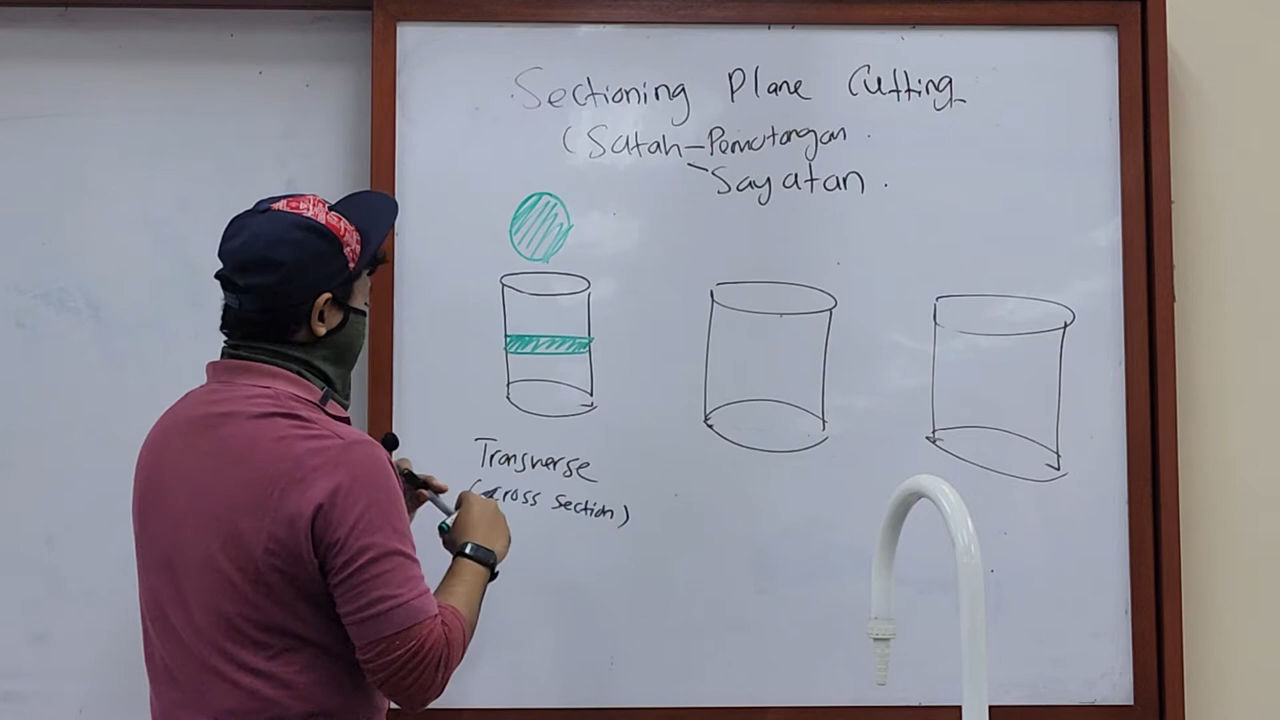 Sectioning Plane Cutting
(Satah-Pemotongan
Sayatan.
Transverse
(cross section)